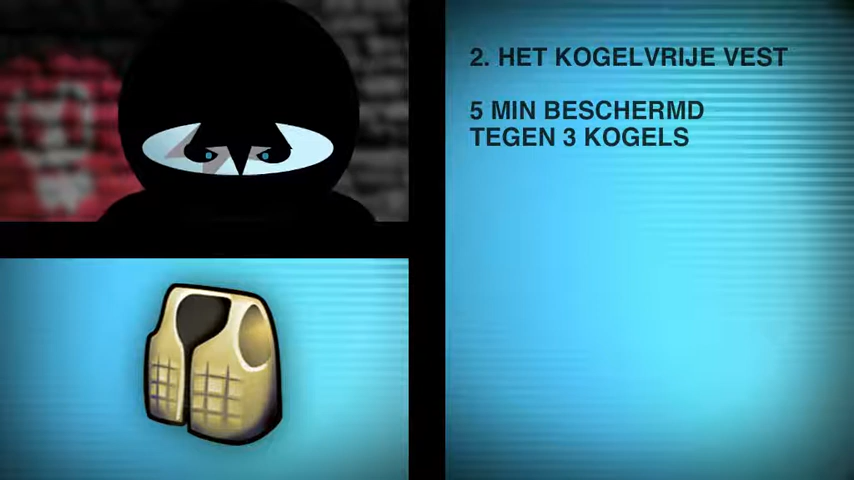 2. HET KOGELVRIJE VEST
5 MIN BESCHERMD
TEGEN 3 KOGELS